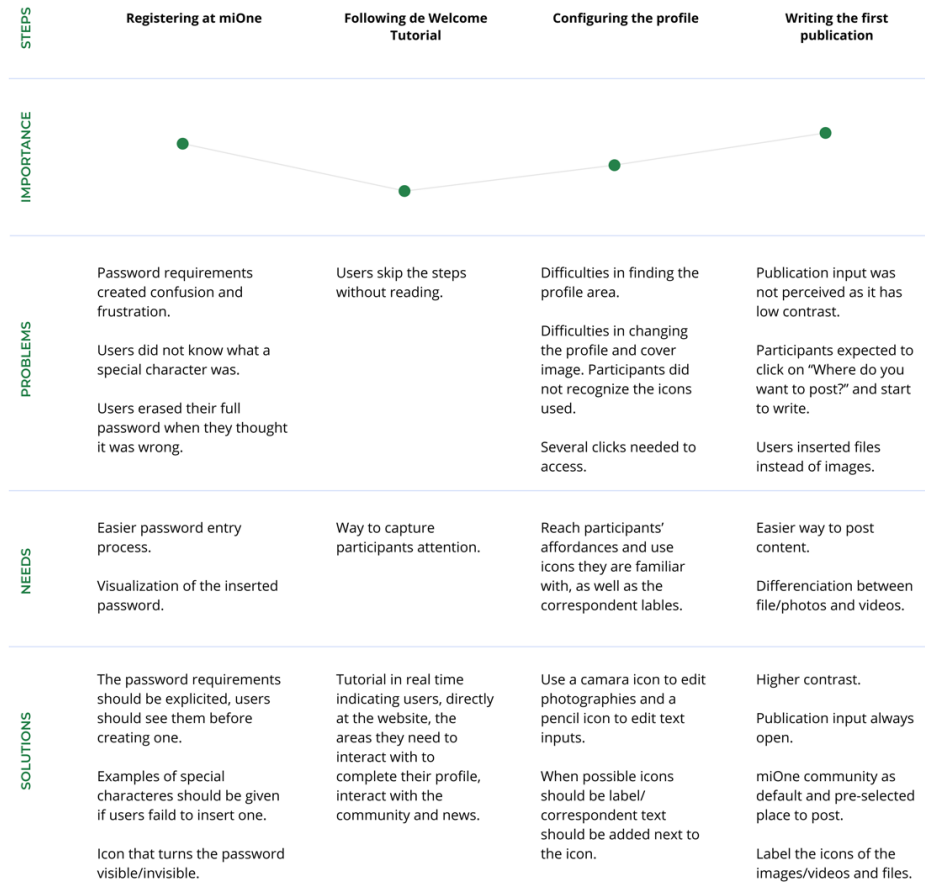 STEPS
Registering at miOne
Following de Welcome
Tutorial
Configuring the profile
Writing the first
publication
IMPORTANCE
PROBLEMS
Password requirements
created confusion and
frustration.
Users did not know what a
special character was.
Users erased their full
password when they thought
it was wrong.
Users skip the steps
without reading.
Difficulties in finding the
profile area.
Difficulties in changing
the profile and cover
image. Participants did
not recognize the icons
used.
Several clicks needed to
access.
Publication input was
not perceived as it has
low contrast.
Participants expected to
click on “Where do you
want to post?” and start
to write.
Users inserted files
instead of images.
NEEDS
Easier password entry
process.
Visualization of the inserted
password.
Way to capture
participants attention.
Reach participants’
affordances and use
icons they are familiar
with, as well as the
correspondent lables.
Easier way to post
content.
Differenciation between
file/photos and videos.
SOLUTIONS
The password requirements
should be explicited, users
should see them before
creating one.
Examples of special
characteres should be given
if users faild to insert one.
Icon that turns the password
visible/invisible.
Tutorial in real time
indicating users, directly
at the website, the
areas they need to
interact with to
complete their profile,
interact with the
community and news.
Use a camara icon to edit
photographies and a
pencil icon to edit text
inputs.
When possible icons
should be label/
correspondent text
should be added next to
the icon.
Higher contrast.
Publication input always
open.
miOne community as
default and pre-selected
place to post.
Label the icons of the
images/videos and files.